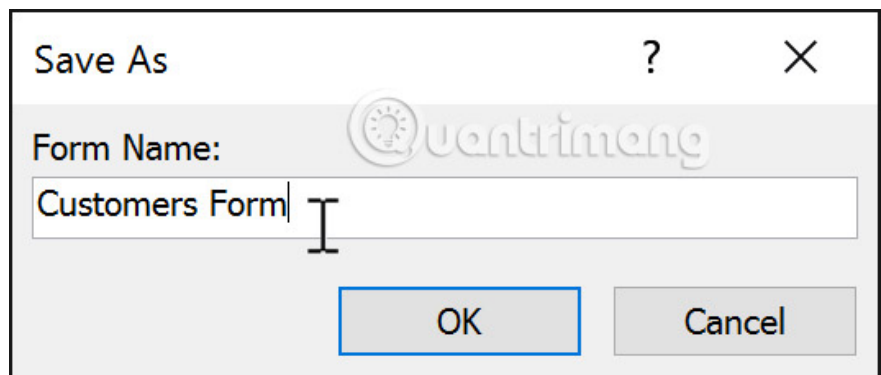 Save As ?
Quantrimang
Form Name:
Customers Form
OK Cancel